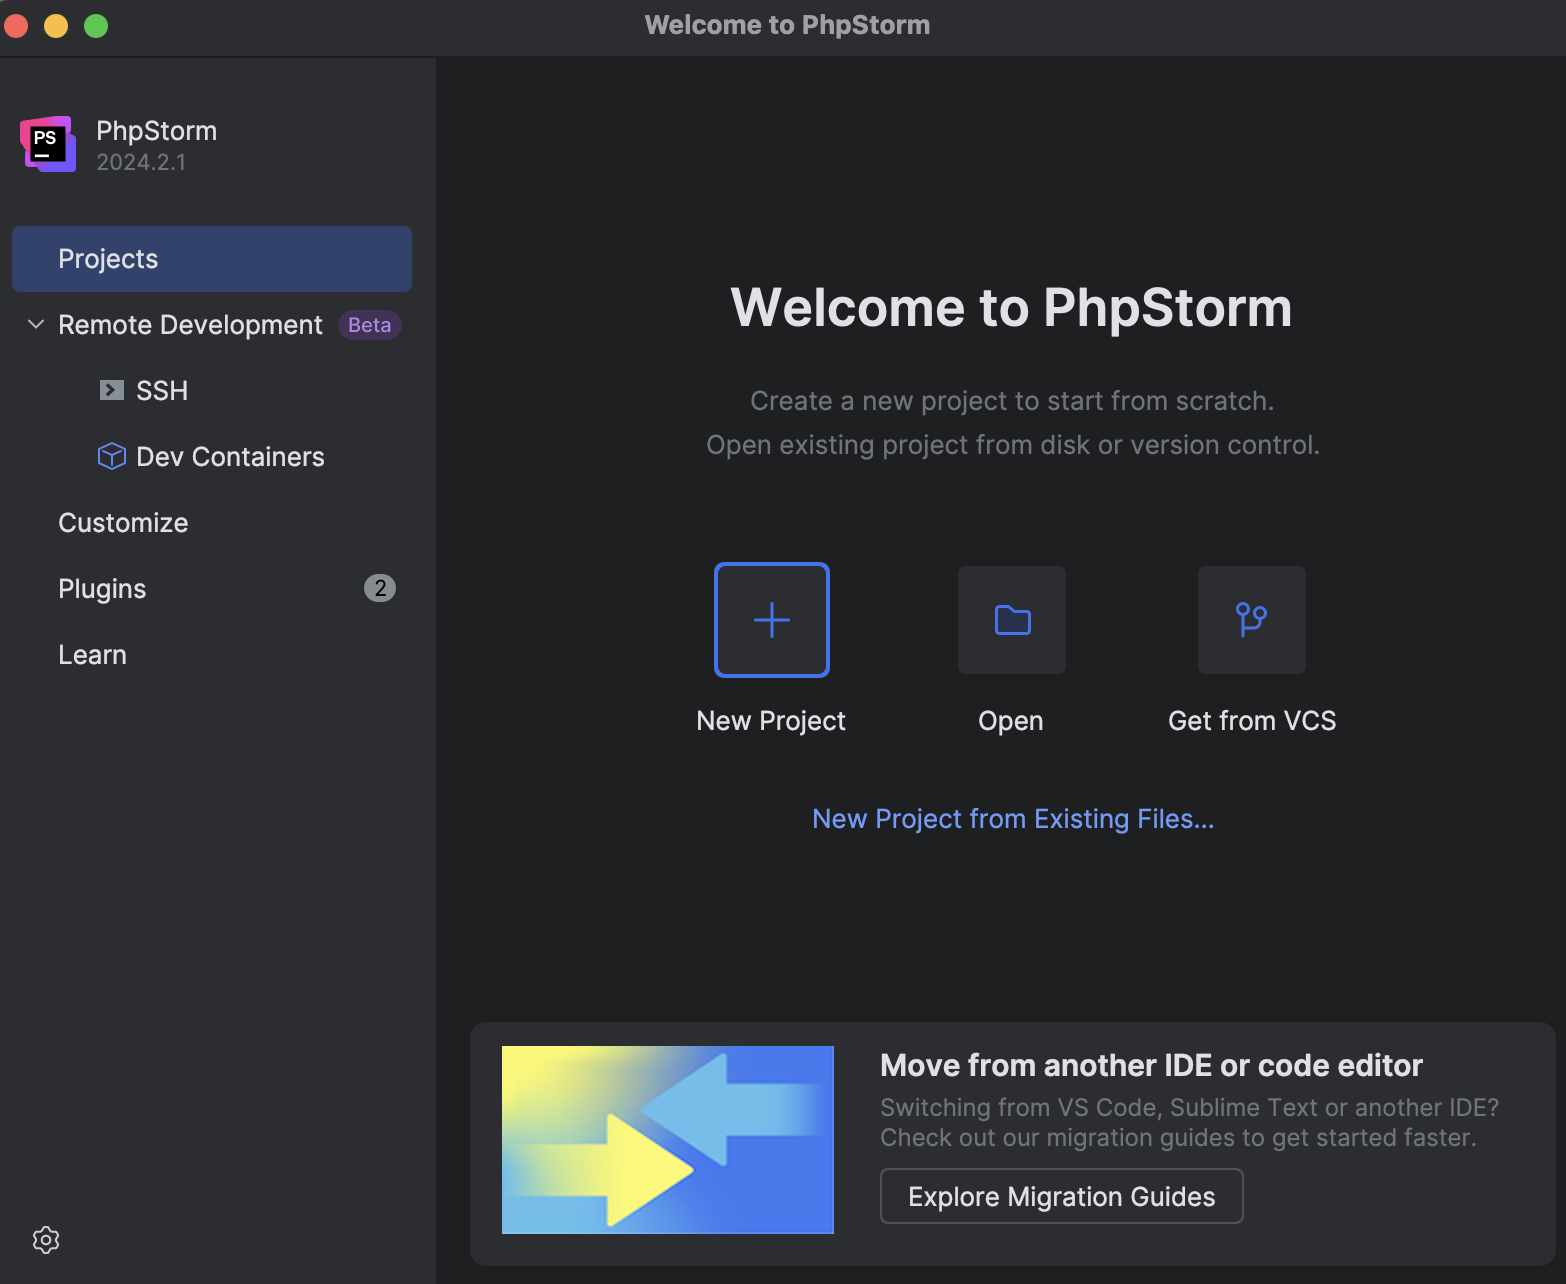 Welcome to PhpStorm
PS
PhpStorm
2024.2.1
Projects
Remote Development Beta
SSH
Dev Containers
Customize
Plugins 2
Learn
Welcome to PhpStorm
Create a new project to start from scratch.
Open existing project from disk or version control.
New Project
Open
Get from VCS
New Project from Existing Files...
Move from another IDE or code editor
Switching from VS Code, Sublime Text or another IDE?
Check out our migration guides to get started faster.
Explore Migration Guides